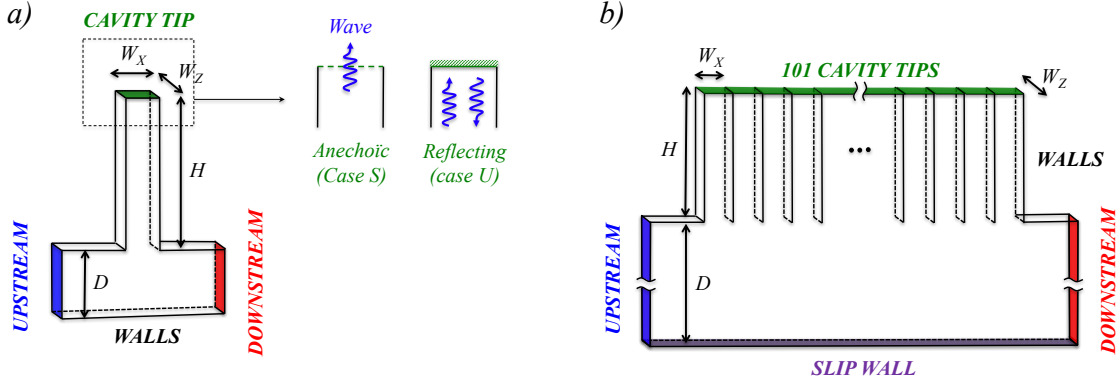 a)
CAVITY TIP
W_X
W_Z
H
D
UPSTREAM
DOWNSTREAM
WALLS
Wave
Anechoïc
(Case S)
Reflecting
(case U)
b)
W_X
101 CAVITY TIPS
W_Z
H
...
WALLS
D
UPSTREAM
DOWNSTREAM
SLIP WALL